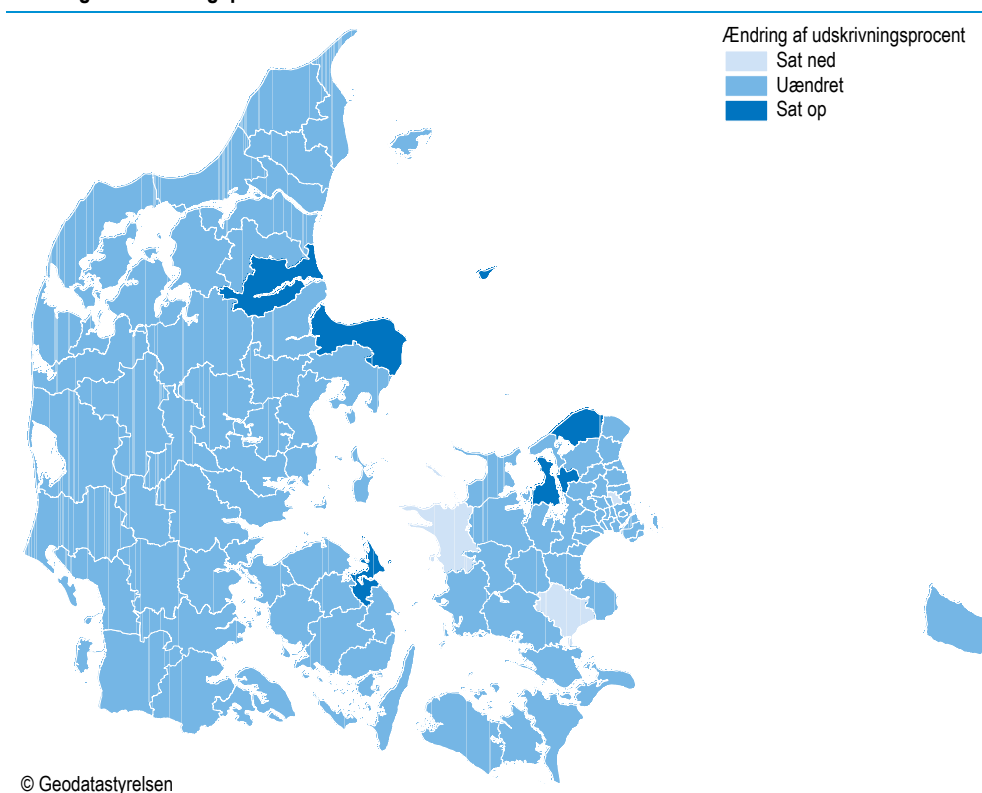 Ændring af udskrivningsprocent
Sat ned
Uændret
Sat op
© Geodatastyrelsen